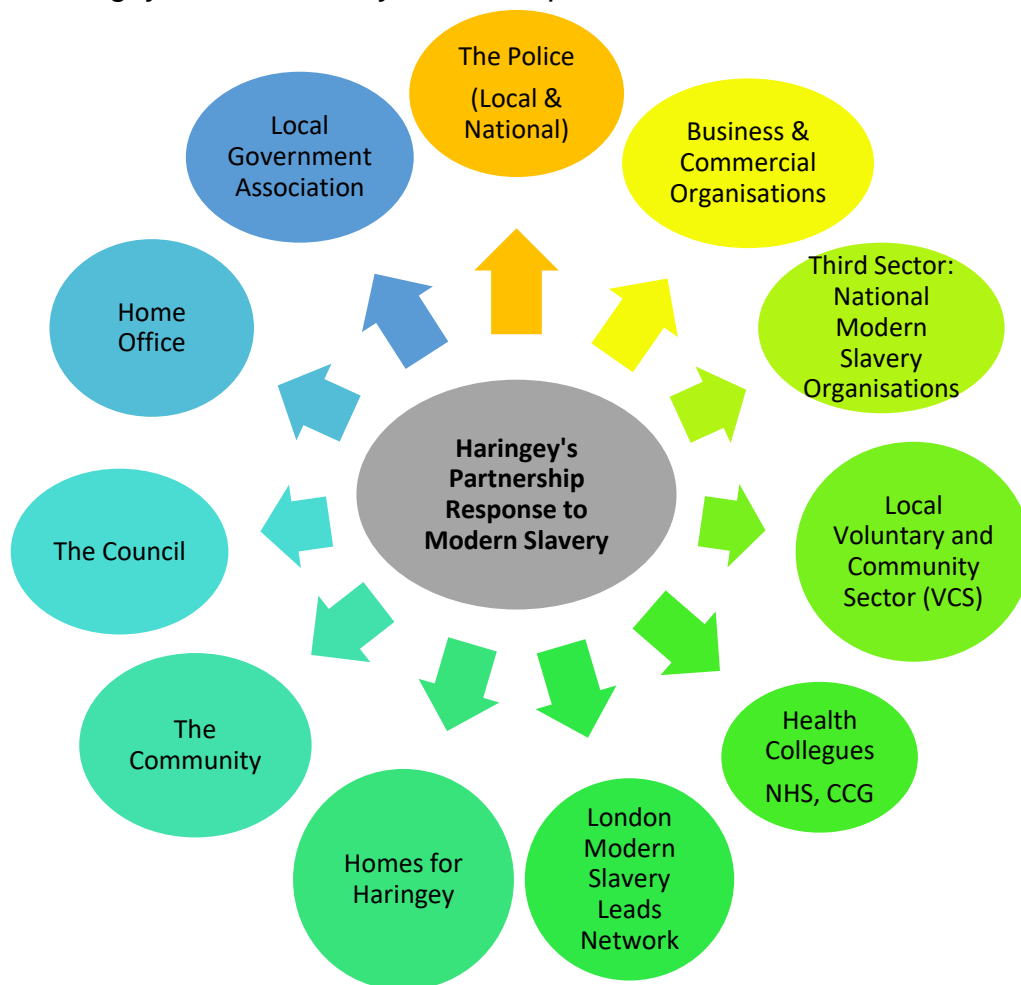 The Police
(Local &
National)
Business &
Commercial
Organisations
Third Sector:
National
Modern
Slavery
Organisations
Local
Voluntary and
Community
Sector (VCS)
Health
Collegues
NHS, CCG
London
Modern
Slavery
Leads
Network
Homes for
Haringey
The
Community
The Council
Home
Office
Local
Government
Association
Haringey's
Partnership
Response to
Modern Slavery